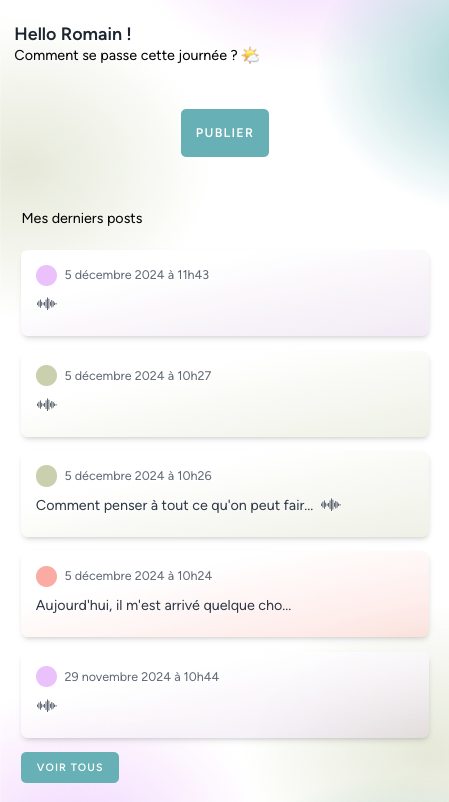 Hello Romain !
Comment se passe cette journée ? 🌤️
PUBLIER
Mes derniers posts
5 décembre 2024 à 11h43
5 décembre 2024 à 10h27
5 décembre 2024 à 10h26
Comment penser à tout ce qu'on peut fair...
5 décembre 2024 à 10h24
Aujourd'hui, il m'est arrivé quelque cho...
29 novembre 2024 à 10h44
VOIR TOUS